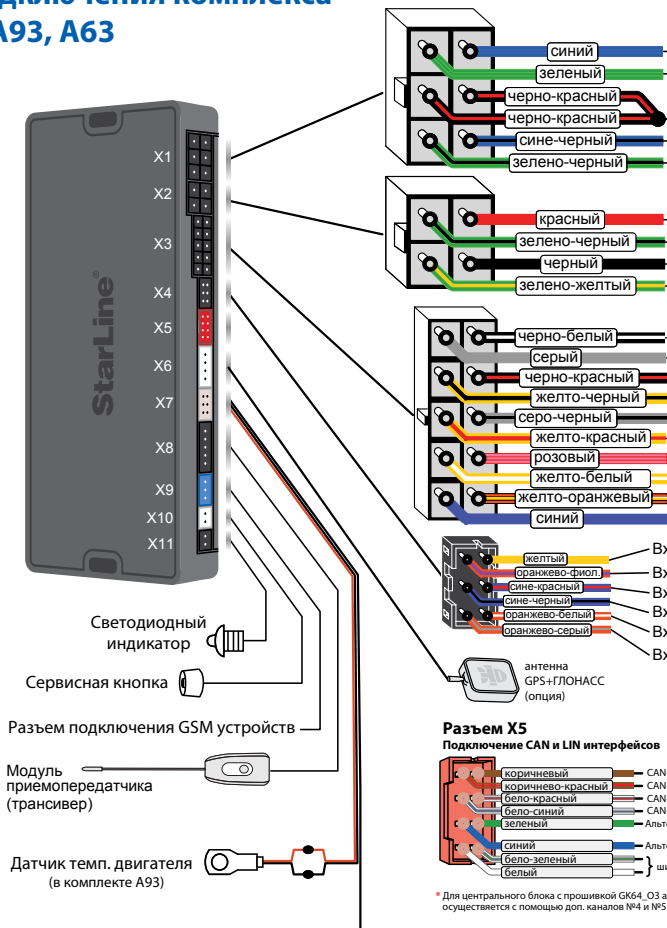 дключения комплекса
A93, A63
X1
X2
X3
X4
X5
X6
X7
X8
X9
X10
X11
StarLine®
синий
зеленый
черно-красный
черно-красный
сине-черный
зелено-черный
красный
зелено-черный
черный
зелено-желтый
черно-белый
серый
черно-красный
желто-черный
серо-черный
желто-красный
розовый
желто-белый
желто-оранжевый
синий
желтый
Вх
оранжево-фиол.
Вх
сине-красный
Вх
сине-черный
Вх
оранжево-белый
Вх
оранжево-серый
Вх
антенна
GPS+ГЛОНАСС
(опция)
Светодиодный
индикатор
Сервисная кнопка
Разъем подключения GSM устройств
Модуль
приемопередатчика
(трансивер)
Датчик темп. двигателя
(в комплекте A93)
Разъем X5
Подключение CAN и LIN интерфейсов
коричневый
CAN
коричнево-красный
CAN
бело-красный
CAN
бело-синий
CAN
зеленый
Альте
синий
Альте
бело-зеленый
белый
ши
* Для центрального блока с прошивкой GK64_O3 а
осуществляется с помощью доп. каналов №4 и №5